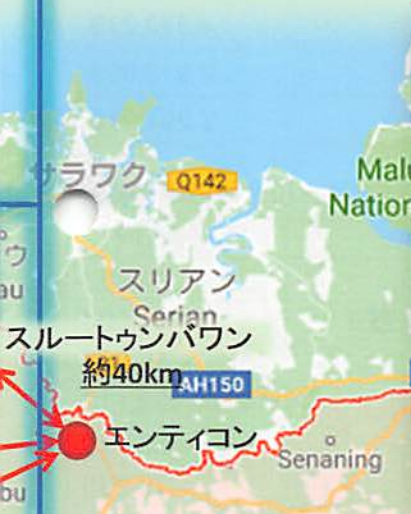 サラワク
Q142
Malu
Nation
ウ
au
スリアン
Serian
スルートゥンバワン
約40km
AH150
エンティコン
Senaning
bu